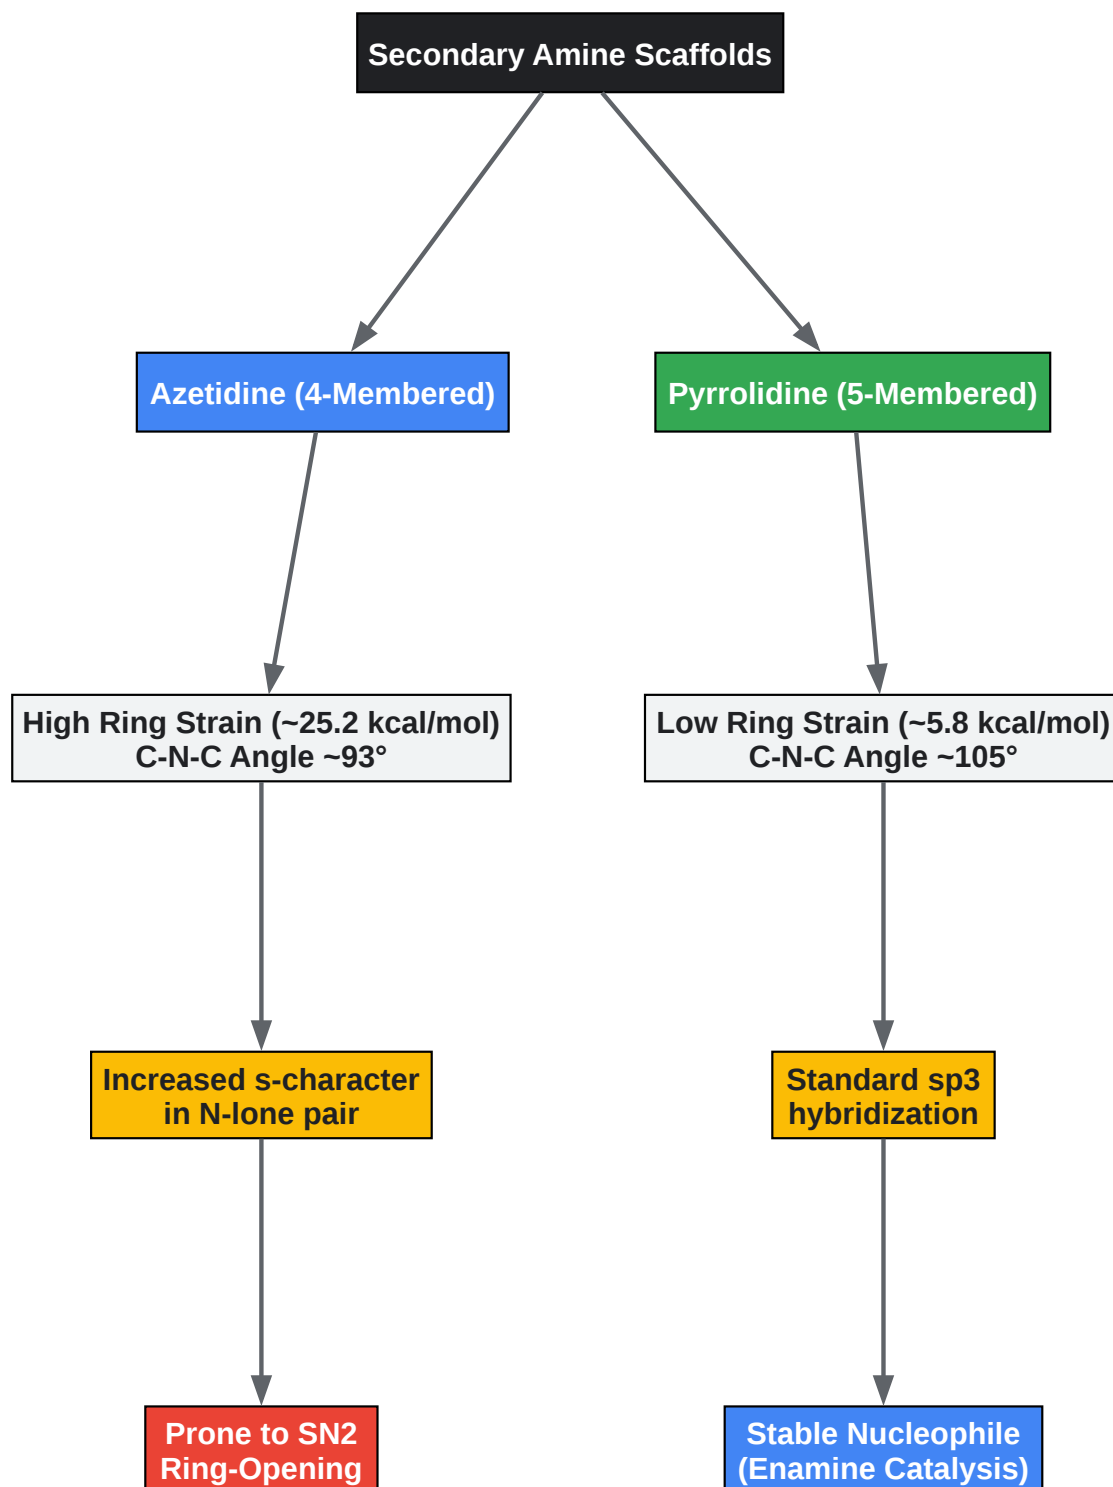 Secondary Amine Scaffolds
Azetidine (4-Membered)
Pyrrolidine (5-Membered)
High Ring Strain (~25.2 kcal/mol)
C-N-C Angle ~93°
Low Ring Strain (~5.8 kcal/mol)
C-N-C Angle ~105°
Increased s-character
in N-lone pair
Standard sp3
hybridization
Prone to SN2
Ring-Opening
Stable Nucleophile
(Enamine Catalysis)